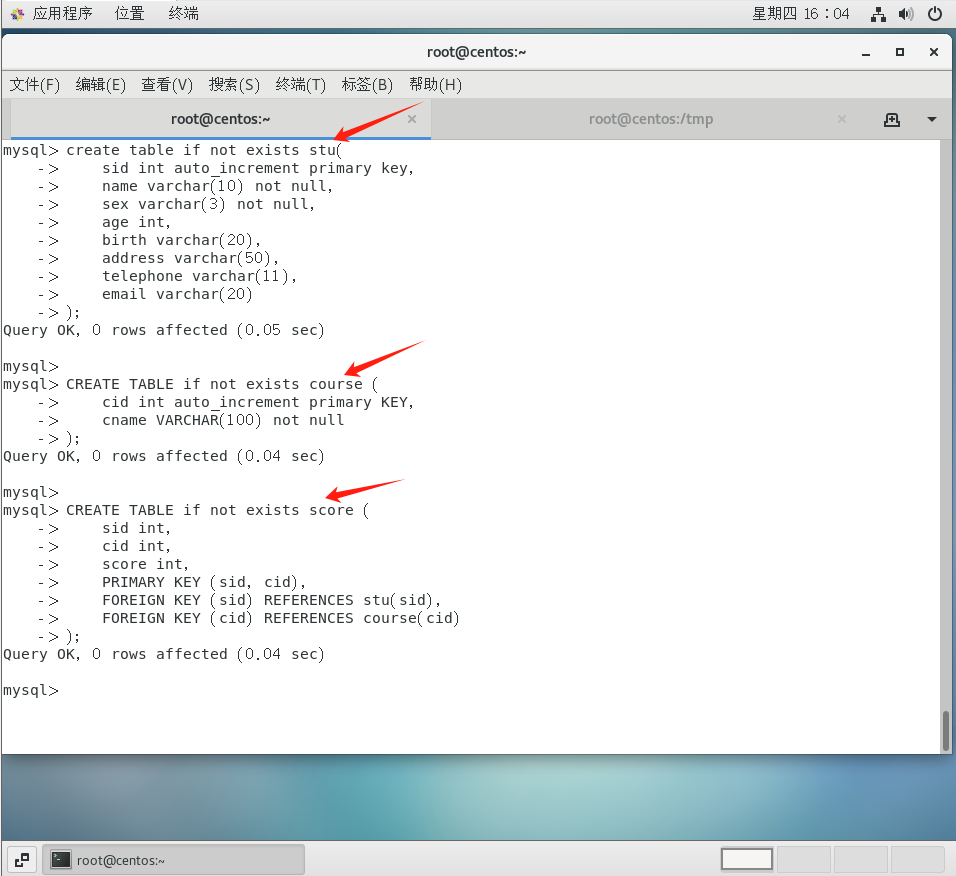 应用程序 位置 终端 星期四 16：04
root@centos:~
文件(F) 编辑(E) 查看(V) 搜索(S) 终端(T) 标签(B) 帮助(H)
root@centos:~ root@centos:/tmp
mysql> create table if not exists stu(
    ->     sid int auto_increment primary key,
    ->     name varchar(10) not null,
    ->     sex varchar(3) not null,
    ->     age int,
    ->     birth varchar(20),
    ->     address varchar(50),
    ->     telephone varchar(11),
    ->     email varchar(20)
    -> );
Query OK, 0 rows affected (0.05 sec)
mysql>
mysql> CREATE TABLE if not exists course (
    ->     cid int auto_increment primary KEY,
    ->     cname VARCHAR(100) not null
    -> );
Query OK, 0 rows affected (0.04 sec)
mysql>
mysql> CREATE TABLE if not exists score (
    ->     sid int,
    ->     cid int,
    ->     score int,
    ->     PRIMARY KEY (sid, cid),
    ->     FOREIGN KEY (sid) REFERENCES stu(sid),
    ->     FOREIGN KEY (cid) REFERENCES course(cid)
    -> );
Query OK, 0 rows affected (0.04 sec)
mysql>
root@centos:~